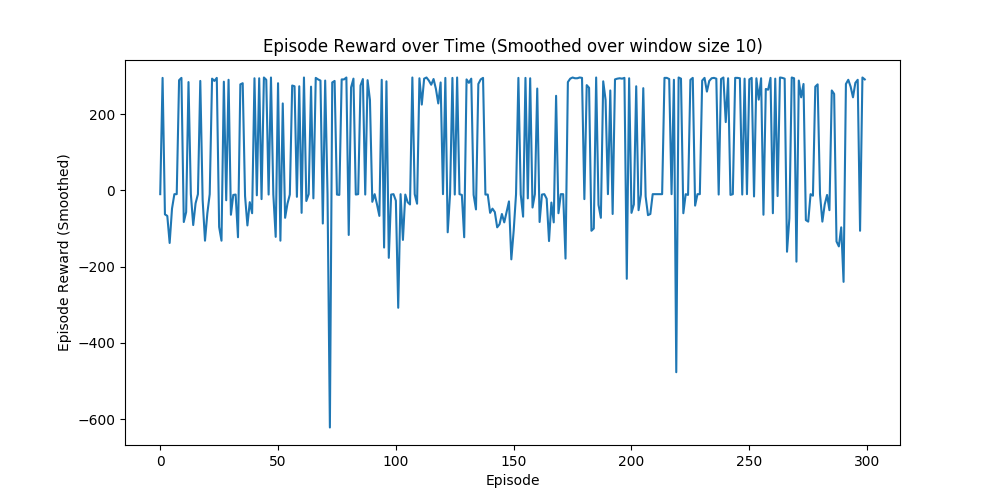 Episode Reward over Time (Smoothed over window size 10)
Episode Reward (Smoothed)
200
0
−200
−400
−600
0 50 100 150 200 250 300
Episode